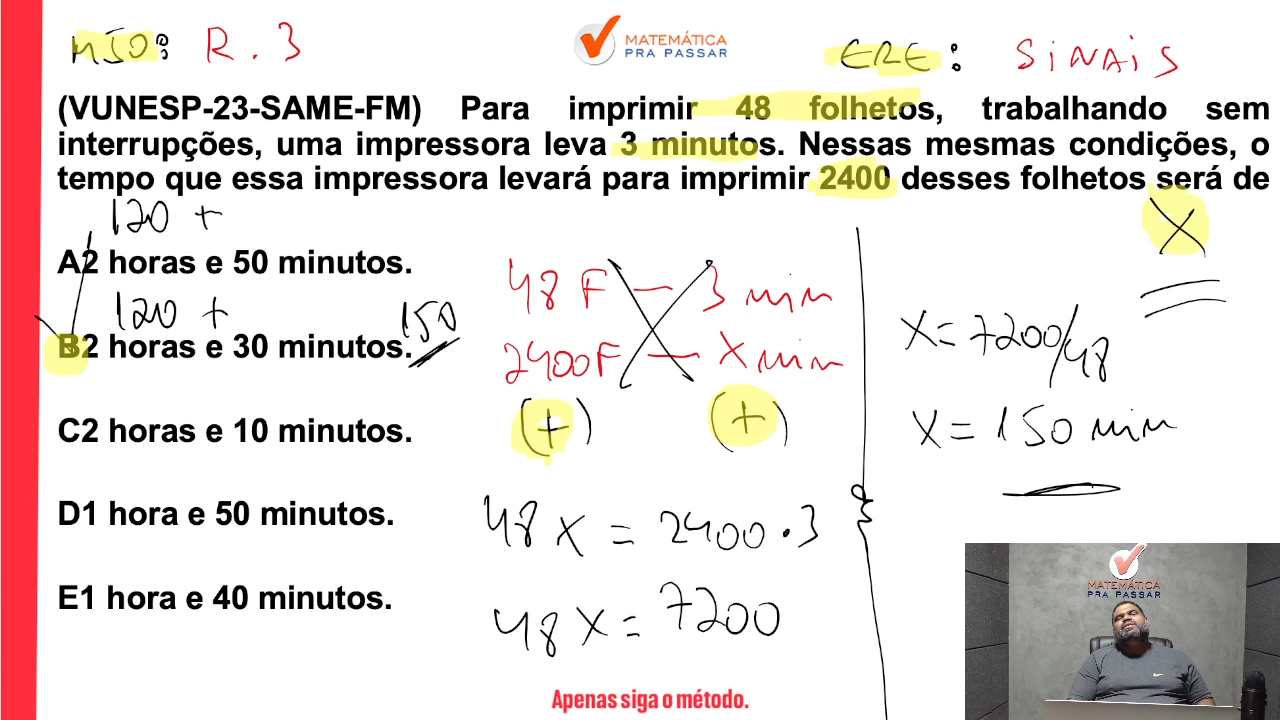 MJO: R. 3
MATEMÁTICA
PRA PASSAR
ERE: SINAIS
(VUNESP-23-SAME-FM) Para imprimir 48 folhetos, trabalhando sem
interrupções, uma impressora leva 3 minutos. Nessas mesmas condições, o
tempo que essa impressora levará para imprimir 2400 desses folhetos será de
X
120 +
A2 horas e 50 minutos.
120 +
150
B2 horas e 30 minutos.
C2 horas e 10 minutos.
D1 hora e 50 minutos.
E1 hora e 40 minutos.
48 F — 3 min
2400F — X min
(+) (+)
48 X = 2400 . 3
48 X = 7200
X = 7200/48
X = 150 min
MATEMÁTICA
PRA PASSAR
Apenas siga o método.